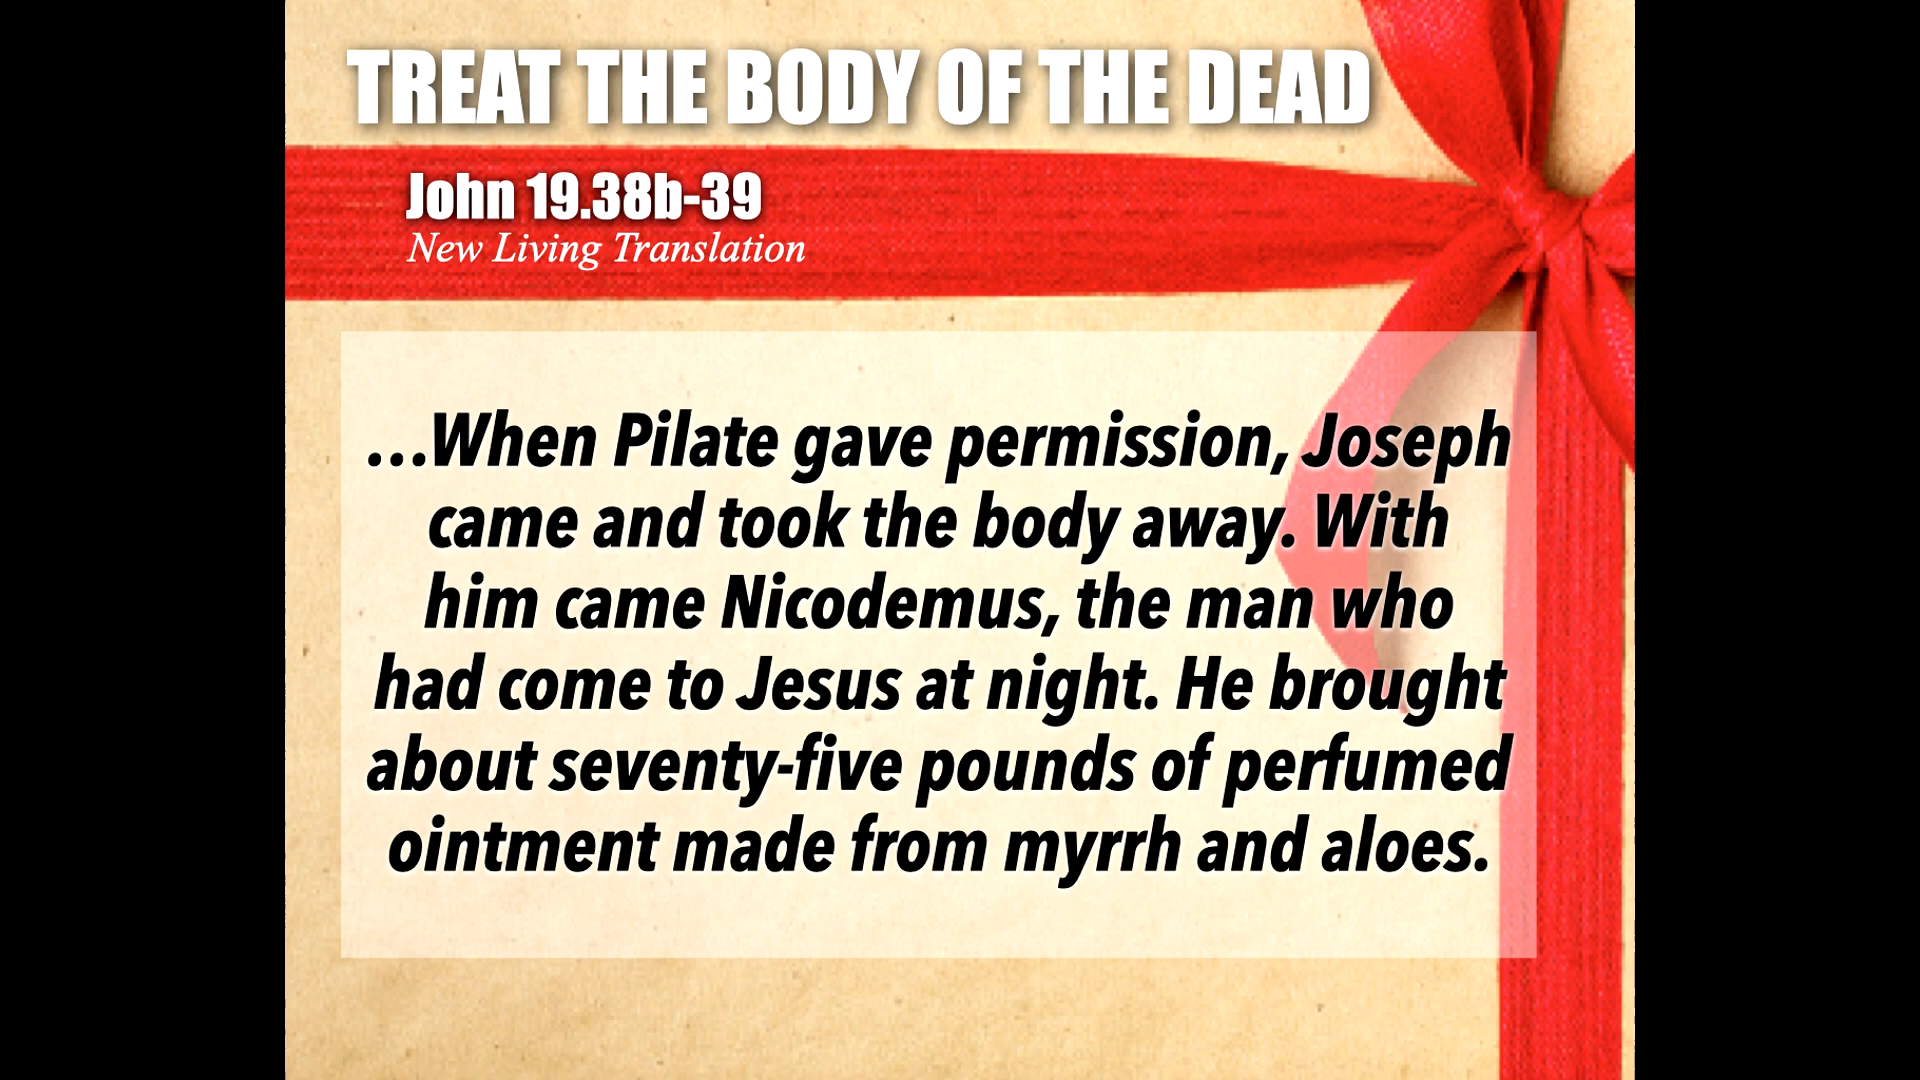 TREAT THE BODY OF THE DEAD
John 19.38b-39
New Living Translation
…When Pilate gave permission, Joseph
came and took the body away. With
him came Nicodemus, the man who
had come to Jesus at night. He brought
about seventy-five pounds of perfumed
ointment made from myrrh and aloes.